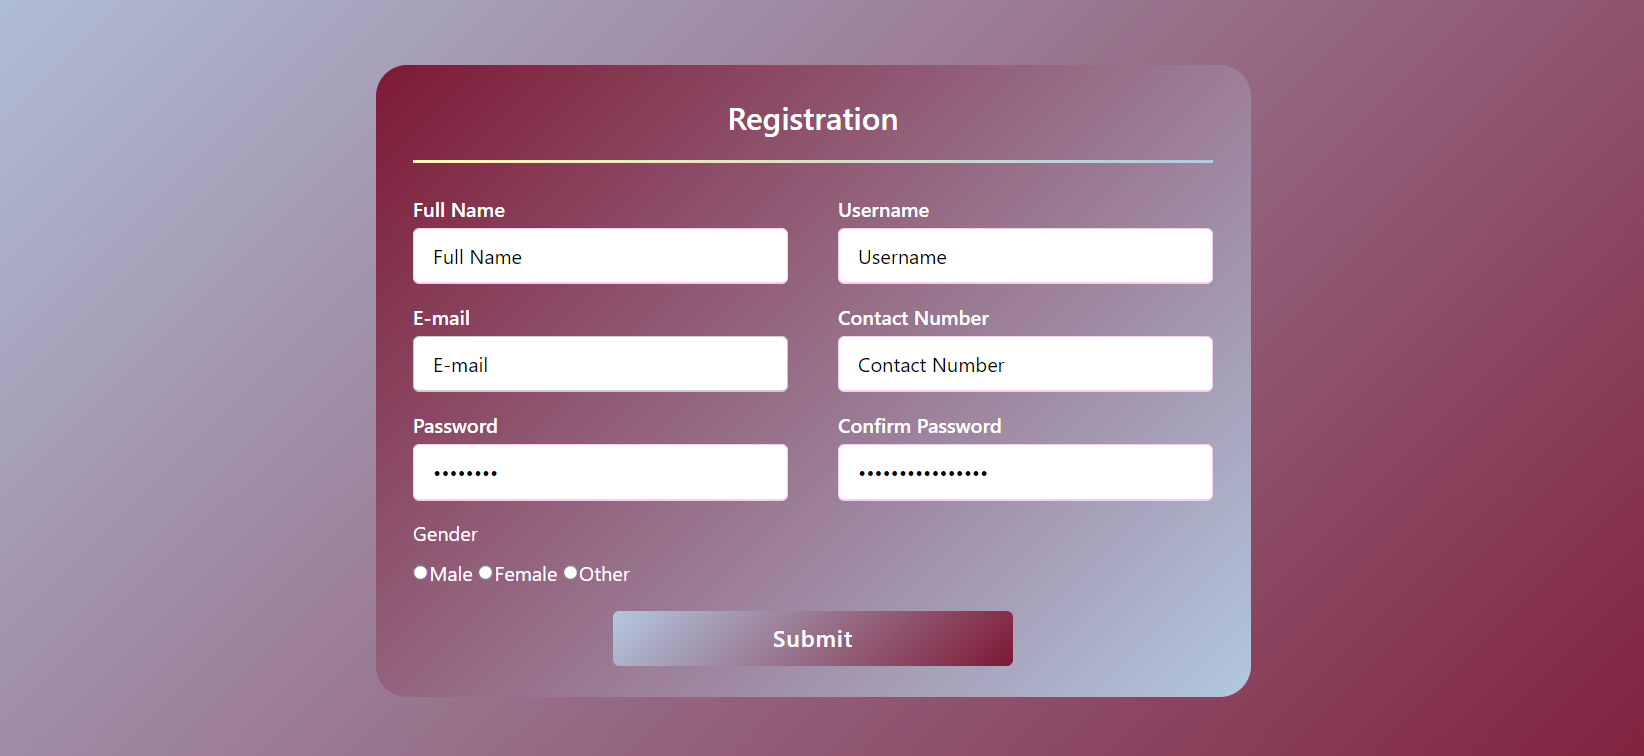 Registration
Full Name
Username
Full Name
Username
E-mail
Contact Number
E-mail
Contact Number
Password
Confirm Password
••••••••
••••••••••••••••
Gender
Male Female Other
Submit